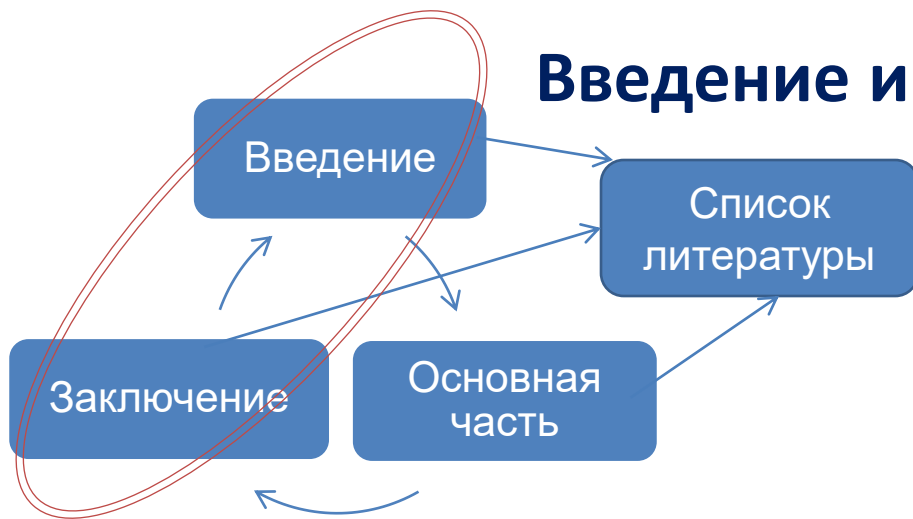 Введение и
Введение
Список
литературы
Заключение
Основная
часть